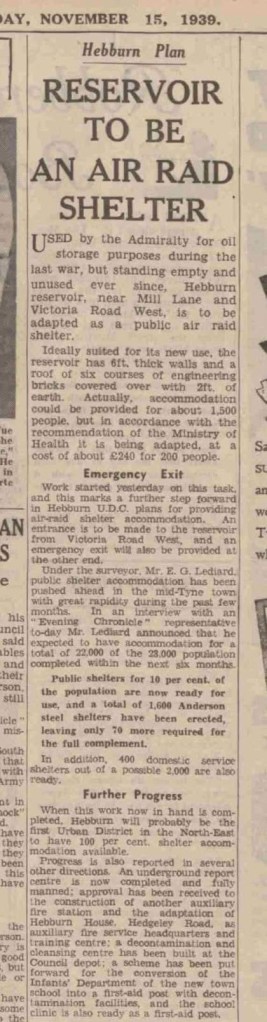 DAY, NOVEMBER 15, 1939.
Hebburn Plan
RESERVOIR
TO BE
AN AIR RAID
SHELTER
USED by the Admiralty for oil
storage purposes during the
last war, but standing empty and
unused ever since, Hebburn
reservoir, near Mill Lane and
Victoria Road West, is to be
adapted as a public air raid
shelter.
Ideally suited for its new use, the
reservoir has 6ft. thick walls and a
roof of six courses of engineering
bricks covered over with 2ft. of
earth. Actually, accommodation
could be provided for about 1,500
people, but in accordance with the
recommendation of the Ministry of
Health it is being adapted, at a
cost of about £240 for 200 people.
Emergency Exit
Work started yesterday on this task,
and this marks a further step forward
in Hebburn U.D.C. plans for providing
air-raid shelter accommodation. An
entrance is to be made to the reservoir
from Victoria Road West, and an
emergency exit will also be provided at
the other end.
Under the surveyor, Mr. E. G. Lediard,
public shelter accommodation has been
pushed ahead in the mid-Tyne town
with great rapidity during the past few
months. In an interview with an
"Evening Chronicle" representative
to-day Mr. Lediard announced that he
expected to have accommodation for a
total of 22,000 of the 23,000 population
completed within the next six months.
Public shelters for 10 per cent. of
the population are now ready for
use, and a total of 1,600 Anderson
steel shelters have been erected,
leaving only 70 more required for
the full complement.
In addition, 400 domestic service
shelters out of a possible 2,000 are also
ready.
Further Progress
When this work now in hand is com-
pleted, Hebburn will probably be the
first Urban District in the North-East
to have 100 per cent. shelter accom-
modation available.
Progress is also reported in several
other directions. An underground report
centre is now completed and fully
manned; approval has been received to
the construction of another auxiliary
fire station and the adaptation of
Hebburn House, Hedgeley Road, as
auxiliary fire service headquarters and
training centre; a decontamination and
cleansing centre has been built at the
Council depot; a scheme has been put
forward for the conversion of the
Infants' Department of the new town
school into a first-aid post with decon-
tamination facilities, and the school
clinic is also ready as a first-aid post.